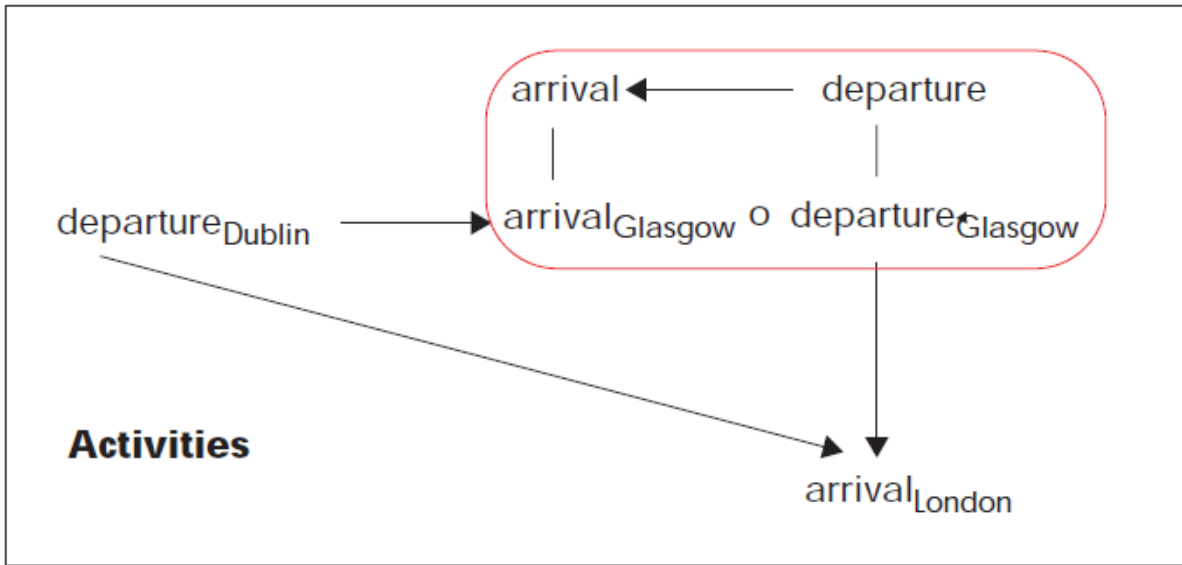 arrival departure
departureDublin arrivalGlasgow o departureGlasgow
Activities
arrivalLondon